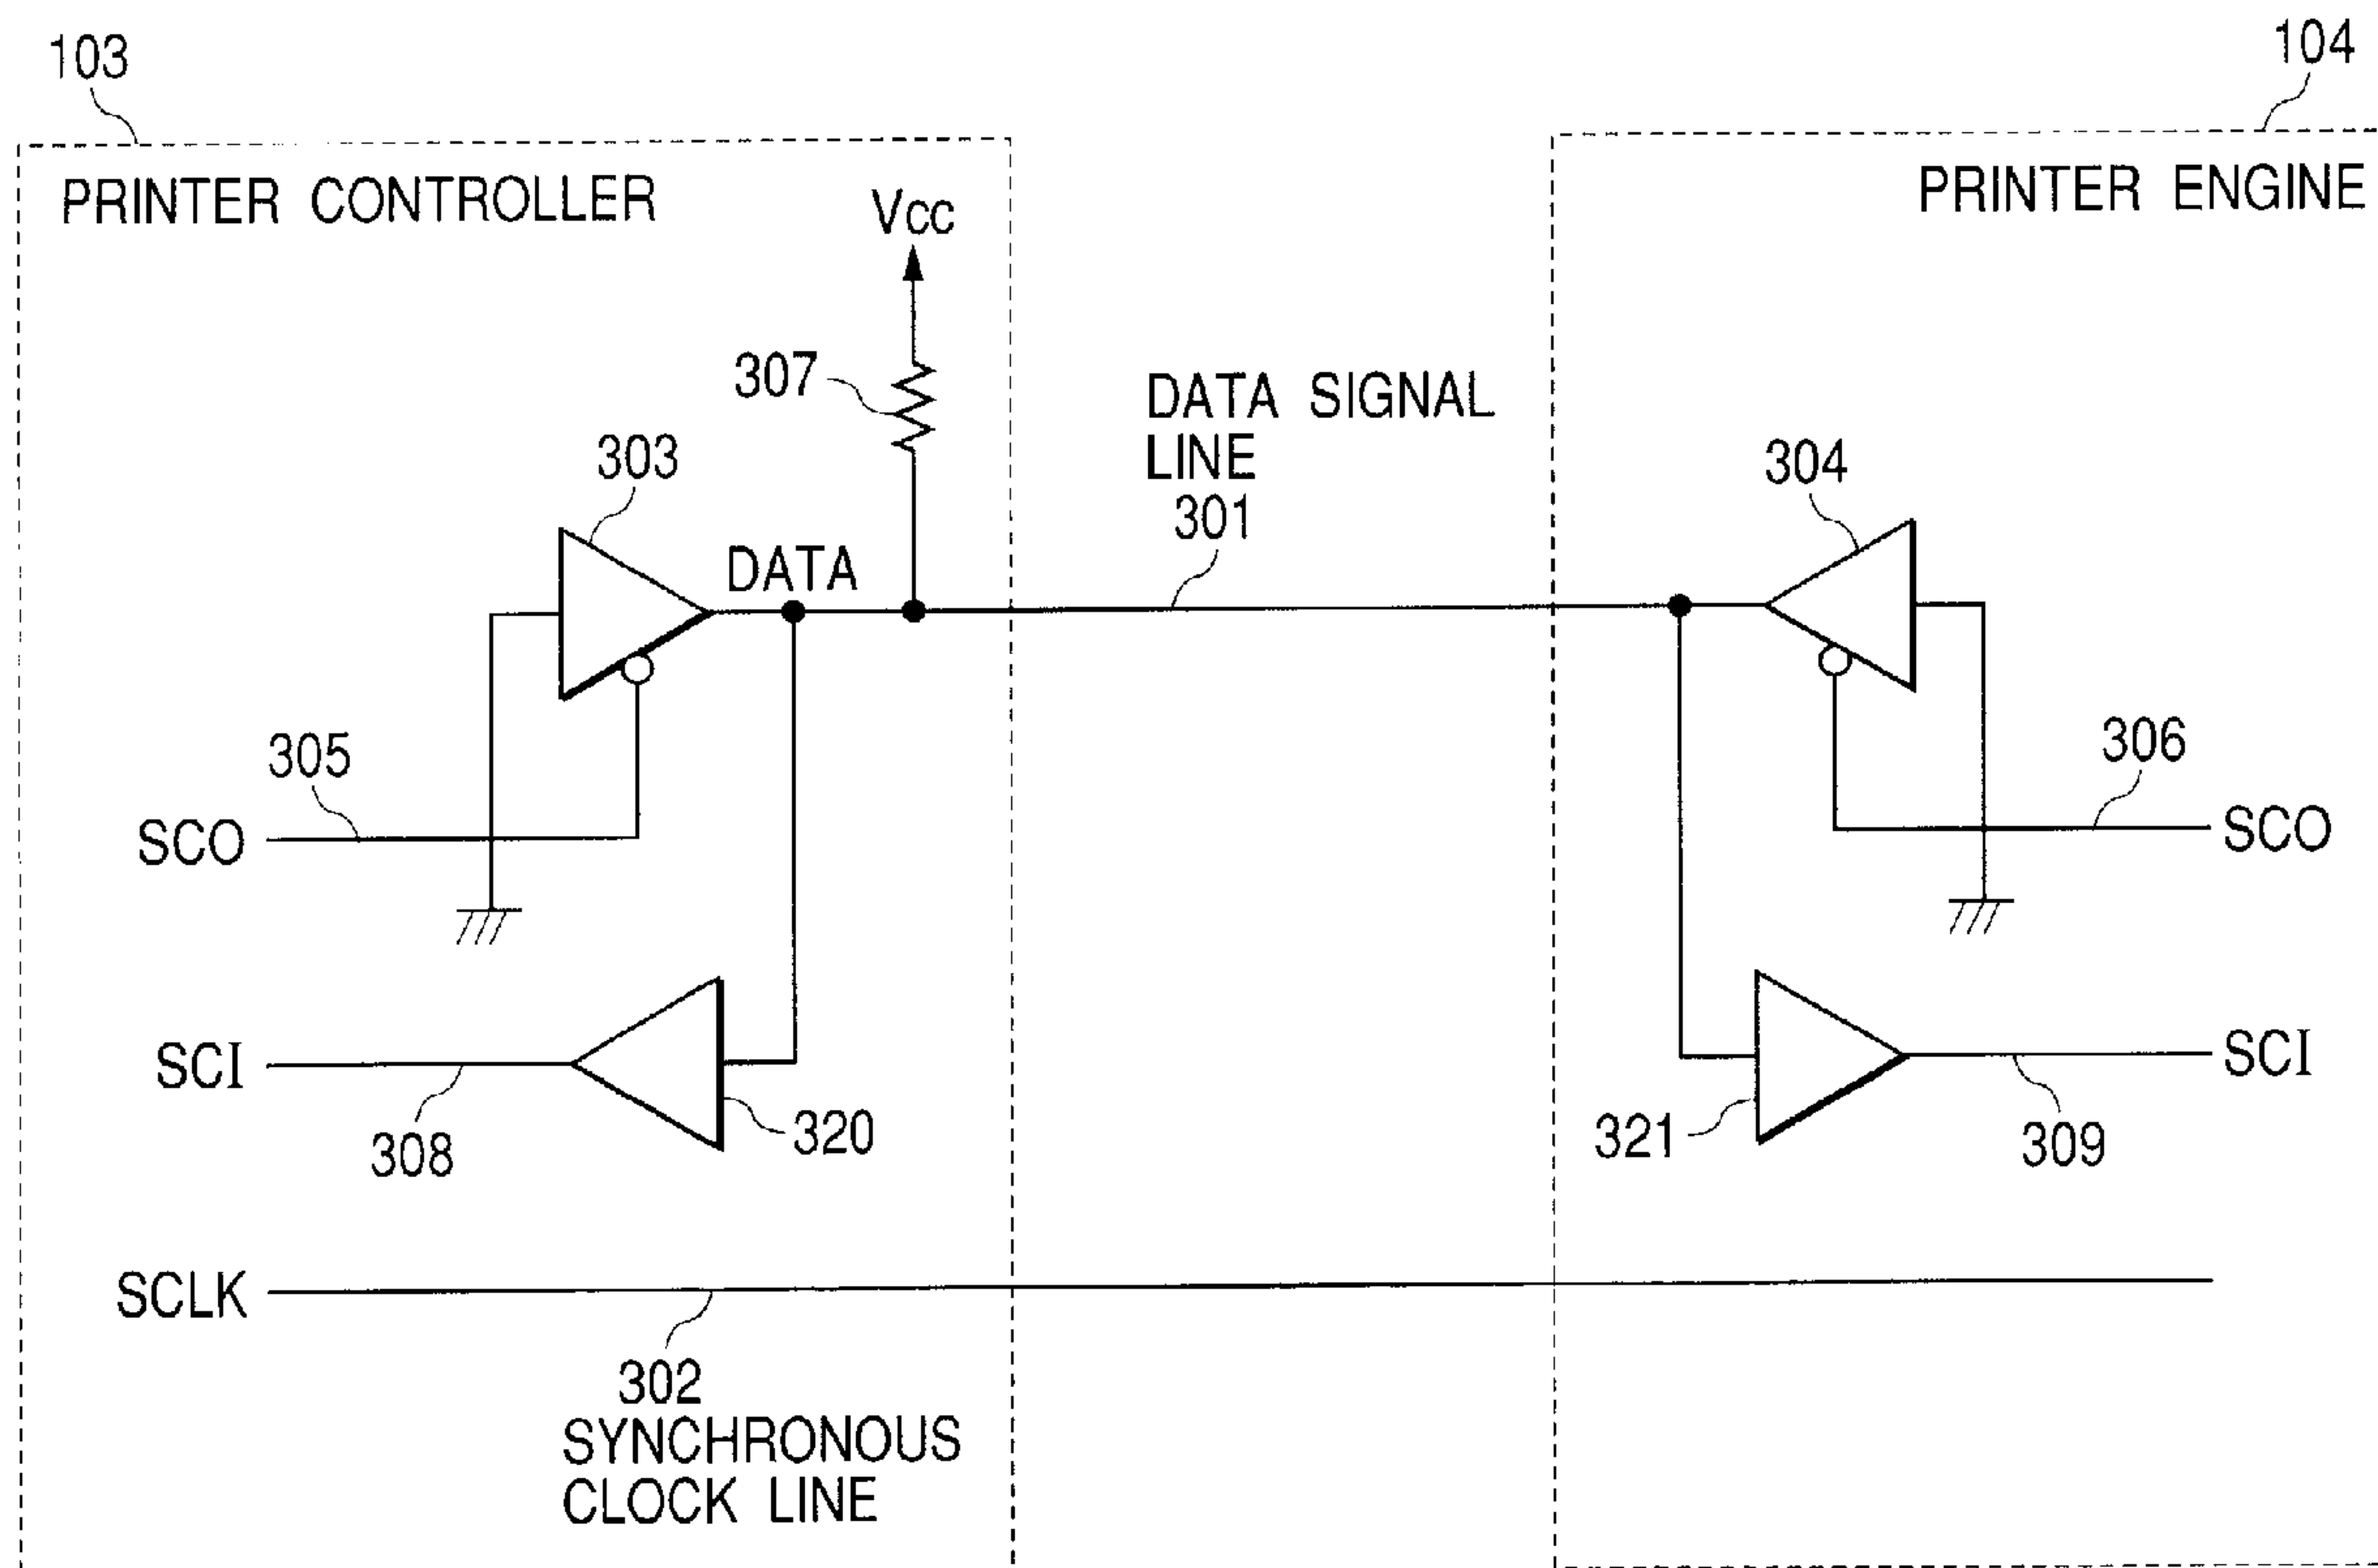 103
104
PRINTER CONTROLLER
PRINTER ENGINE
Vcc
307
DATA SIGNAL
LINE
301
303
304
DATA
305
306
SCO
SCO
SCI
SCI
308
320
321
309
SCLK
302
SYNCHRONOUS
CLOCK LINE